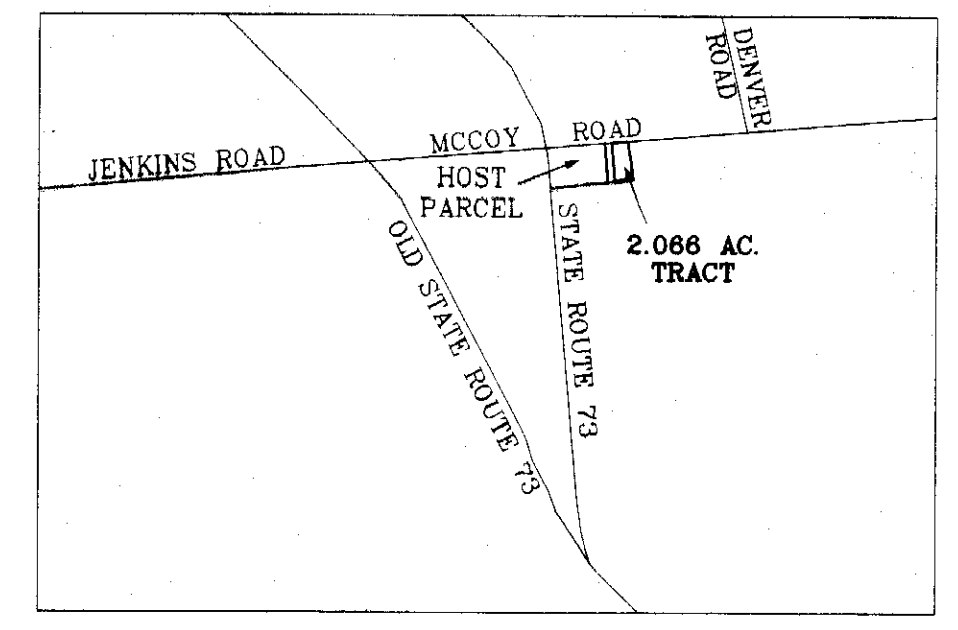 DENVER
ROAD
JENKINS ROAD
MCCOY ROAD
HOST
PARCEL
2.066 AC.
TRACT
OLD STATE ROUTE 73
STATE ROUTE 73